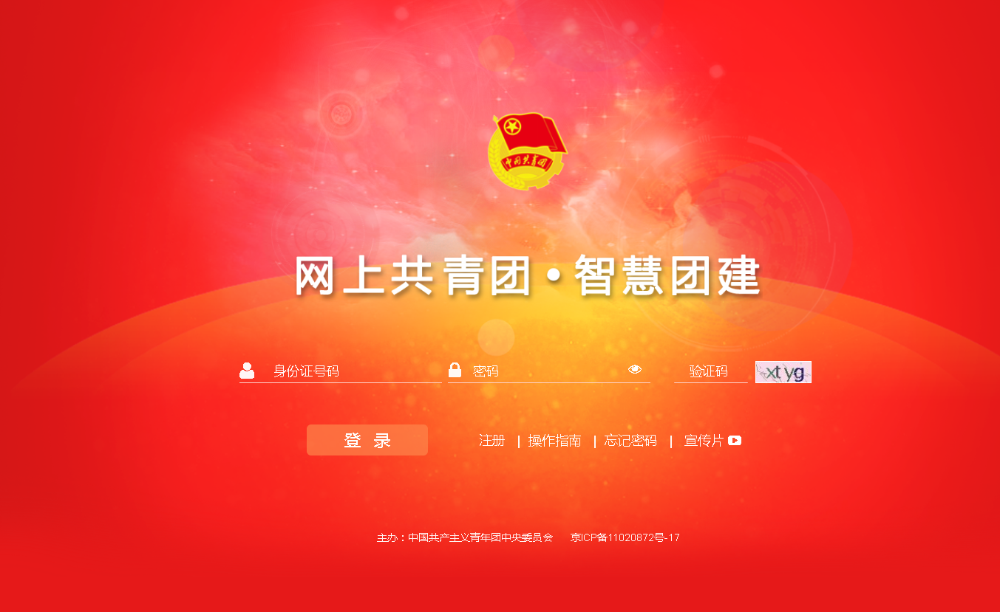 中国共青团
网上共青团·智慧团建
身份证号码 密码 验证码 xtyg
登 录 注册 | 操作指南 | 忘记密码 | 宣传片
主办：中国共产主义青年团中央委员会 京ICP备11020872号-17